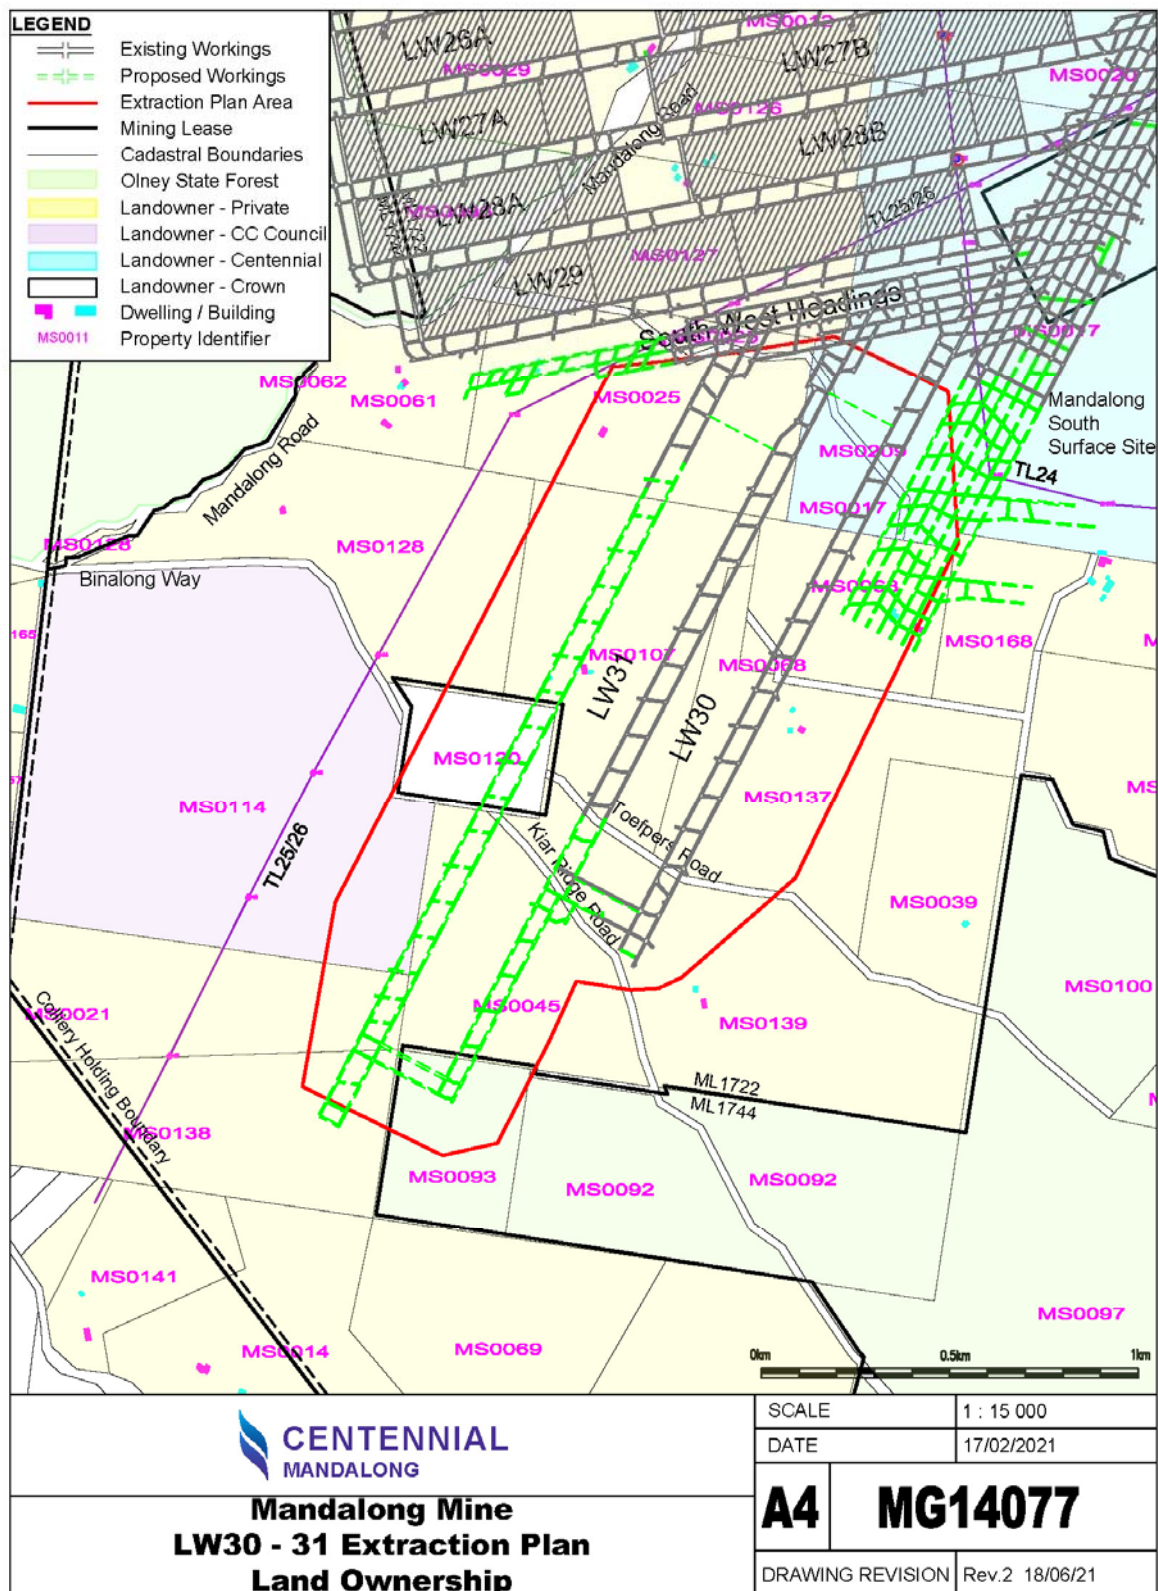 LEGEND
Existing Workings
Proposed Workings
Extraction Plan Area
Mining Lease
Cadastral Boundaries
Olney State Forest
Landowner - Private
Landowner - CC Council
Landowner - Centennial
Landowner - Crown
Dwelling / Building
MS0011 Property Identifier
LW26A
MS0029
MS0012
LW27B
MS0020
LW27A
MS0126
Mandalong Road
LW28B
LW28A
TL25/26
MS0127
LW29
South West Headings
MS0017
MS0062
MS0061
MS0025
Mandalong
South
Surface Site
Mandalong Road
MS0209
TL24
MS0017
MS0128
MS0128
Binalong Way
MS0168
MS0107
MS0068
LW31
LW30
MS0120
MS0114
MS0137
TL25/26
Toepfers Road
Kiar Ridge Road
MS0039
MS0021
MS0045
MS0100
MS0139
Colliery Holding Boundary
ML1722
ML1744
MS0138
MS0093
MS0092
MS0092
MS0141
MS0097
MS0014
MS0069
0km 0.5km 1km
CENTENNIAL
MANDALONG
Mandalong Mine
LW30 - 31 Extraction Plan
Land Ownership
SCALE 1 : 15 000
DATE 17/02/2021
A4 MG14077
DRAWING REVISION Rev.2 18/06/21